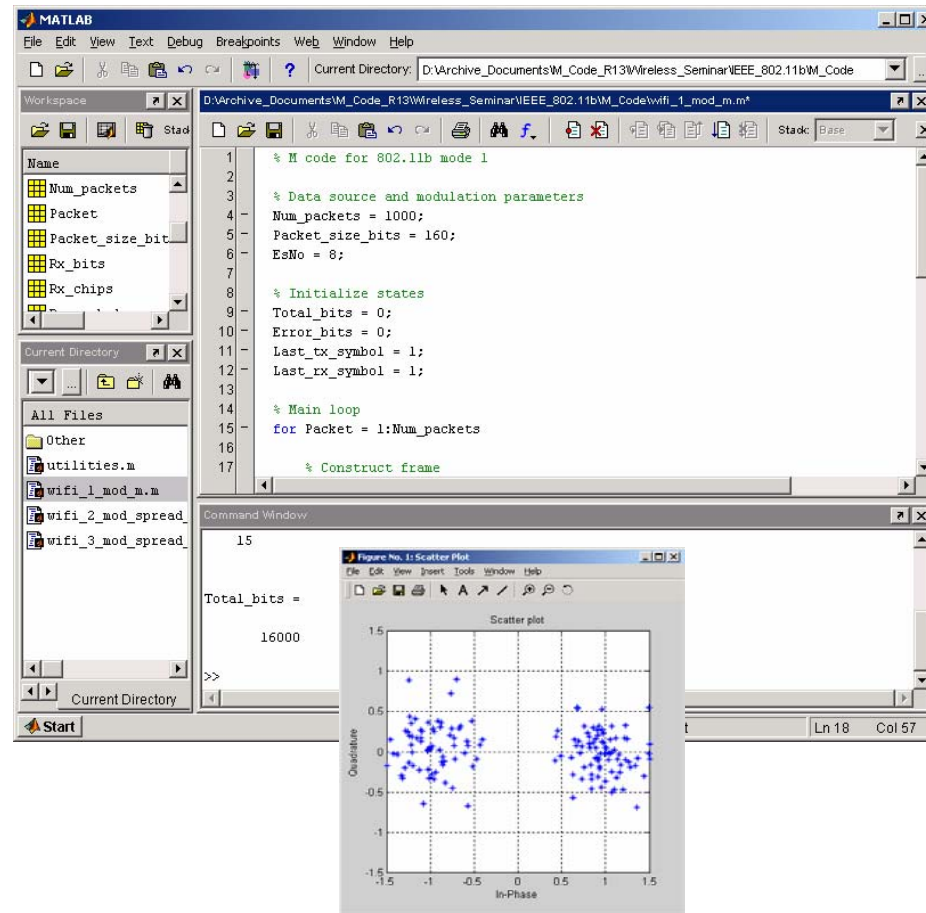 MATLAB
File Edit View Text Debug Breakpoints Web Window Help
Current Directory: D:\Archive_Documents\M_Code_R13\Wireless_Seminar\IEEE_802.11b\M_Code
Workspace
Stack
Name
Num_packets
Packet
Packet_size_bit
Rx_bits
Rx_chips
Current Directory
All Files
Other
utilities.m
wifi_1_mod_m.m
wifi_2_mod_spread_
wifi_3_mod_spread_
Current Directory
D:\Archive_Documents\M_Code_R13\Wireless_Seminar\IEEE_802.11b\M_Code\wifi_1_mod_m.m*
Stack: Base
1 % M code for 802.11b mode 1
2
3 % Data source and modulation parameters
4 - Num_packets = 1000;
5 - Packet_size_bits = 160;
6 - EsNo = 8;
7
8 % Initialize states
9 - Total_bits = 0;
10 - Error_bits = 0;
11 - Last_tx_symbol = 1;
12 - Last_rx_symbol = 1;
13
14 % Main loop
15 - for Packet = 1:Num_packets
16
17 % Construct frame
Command Window
15
Total_bits =
16000
>>
Figure No. 1: Scatter Plot
File Edit View Insert Tools Window Help
Scatter plot
1.5
1
0.5
0
-0.5
-1
-1.5
Quadrature
-1.5 -1 -0.5 0 0.5 1 1.5
In-Phase
Start
Ln 18 Col 57